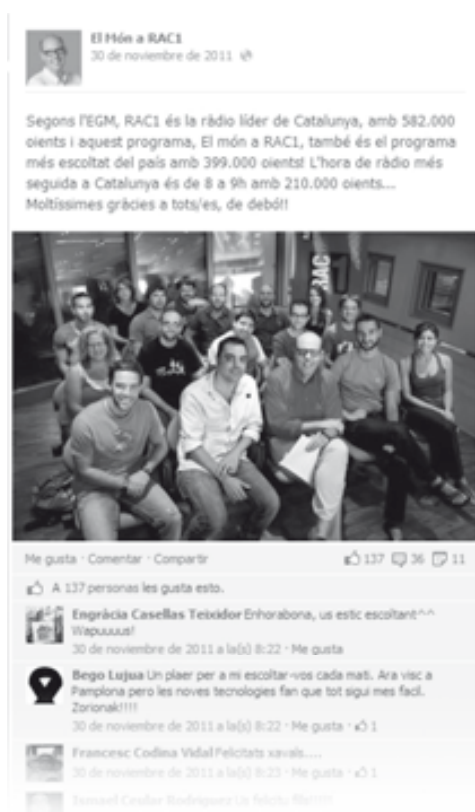 El Món a RAC1
30 de noviembre de 2011
Segons l'EGM, RAC1 és la ràdio líder de Catalunya, amb 582.000
oients i aquest programa, El món a RAC1, també és el programa
més escoltat del país amb 399.000 oients! L'hora de ràdio més
seguida a Catalunya és de 8 a 9h amb 210.000 oients...
Moltíssimes gràcies a tots/es, de debó!!
RAC
Me gusta · Comentar · Compartir 137 36 11
A 137 personas les gusta esto.
Engràcia Casellas Teixidor Enhorabona, us estic escoltant^^
Wapuuuus!
30 de noviembre de 2011 a la(s) 8:22 · Me gusta
Bego Lujua Un plaer per a mi escoltar-vos cada mati. Ara visc a
Pamplona pero les noves tecnologies fan que tot sigui mes facil.
Zorionak!!!!
30 de noviembre de 2011 a la(s) 8:22 · Me gusta · 1
Francesc Codina Vidal Felicitats xavals....
30 de noviembre de 2011 a la(s) 8:23 · Me gusta · 1